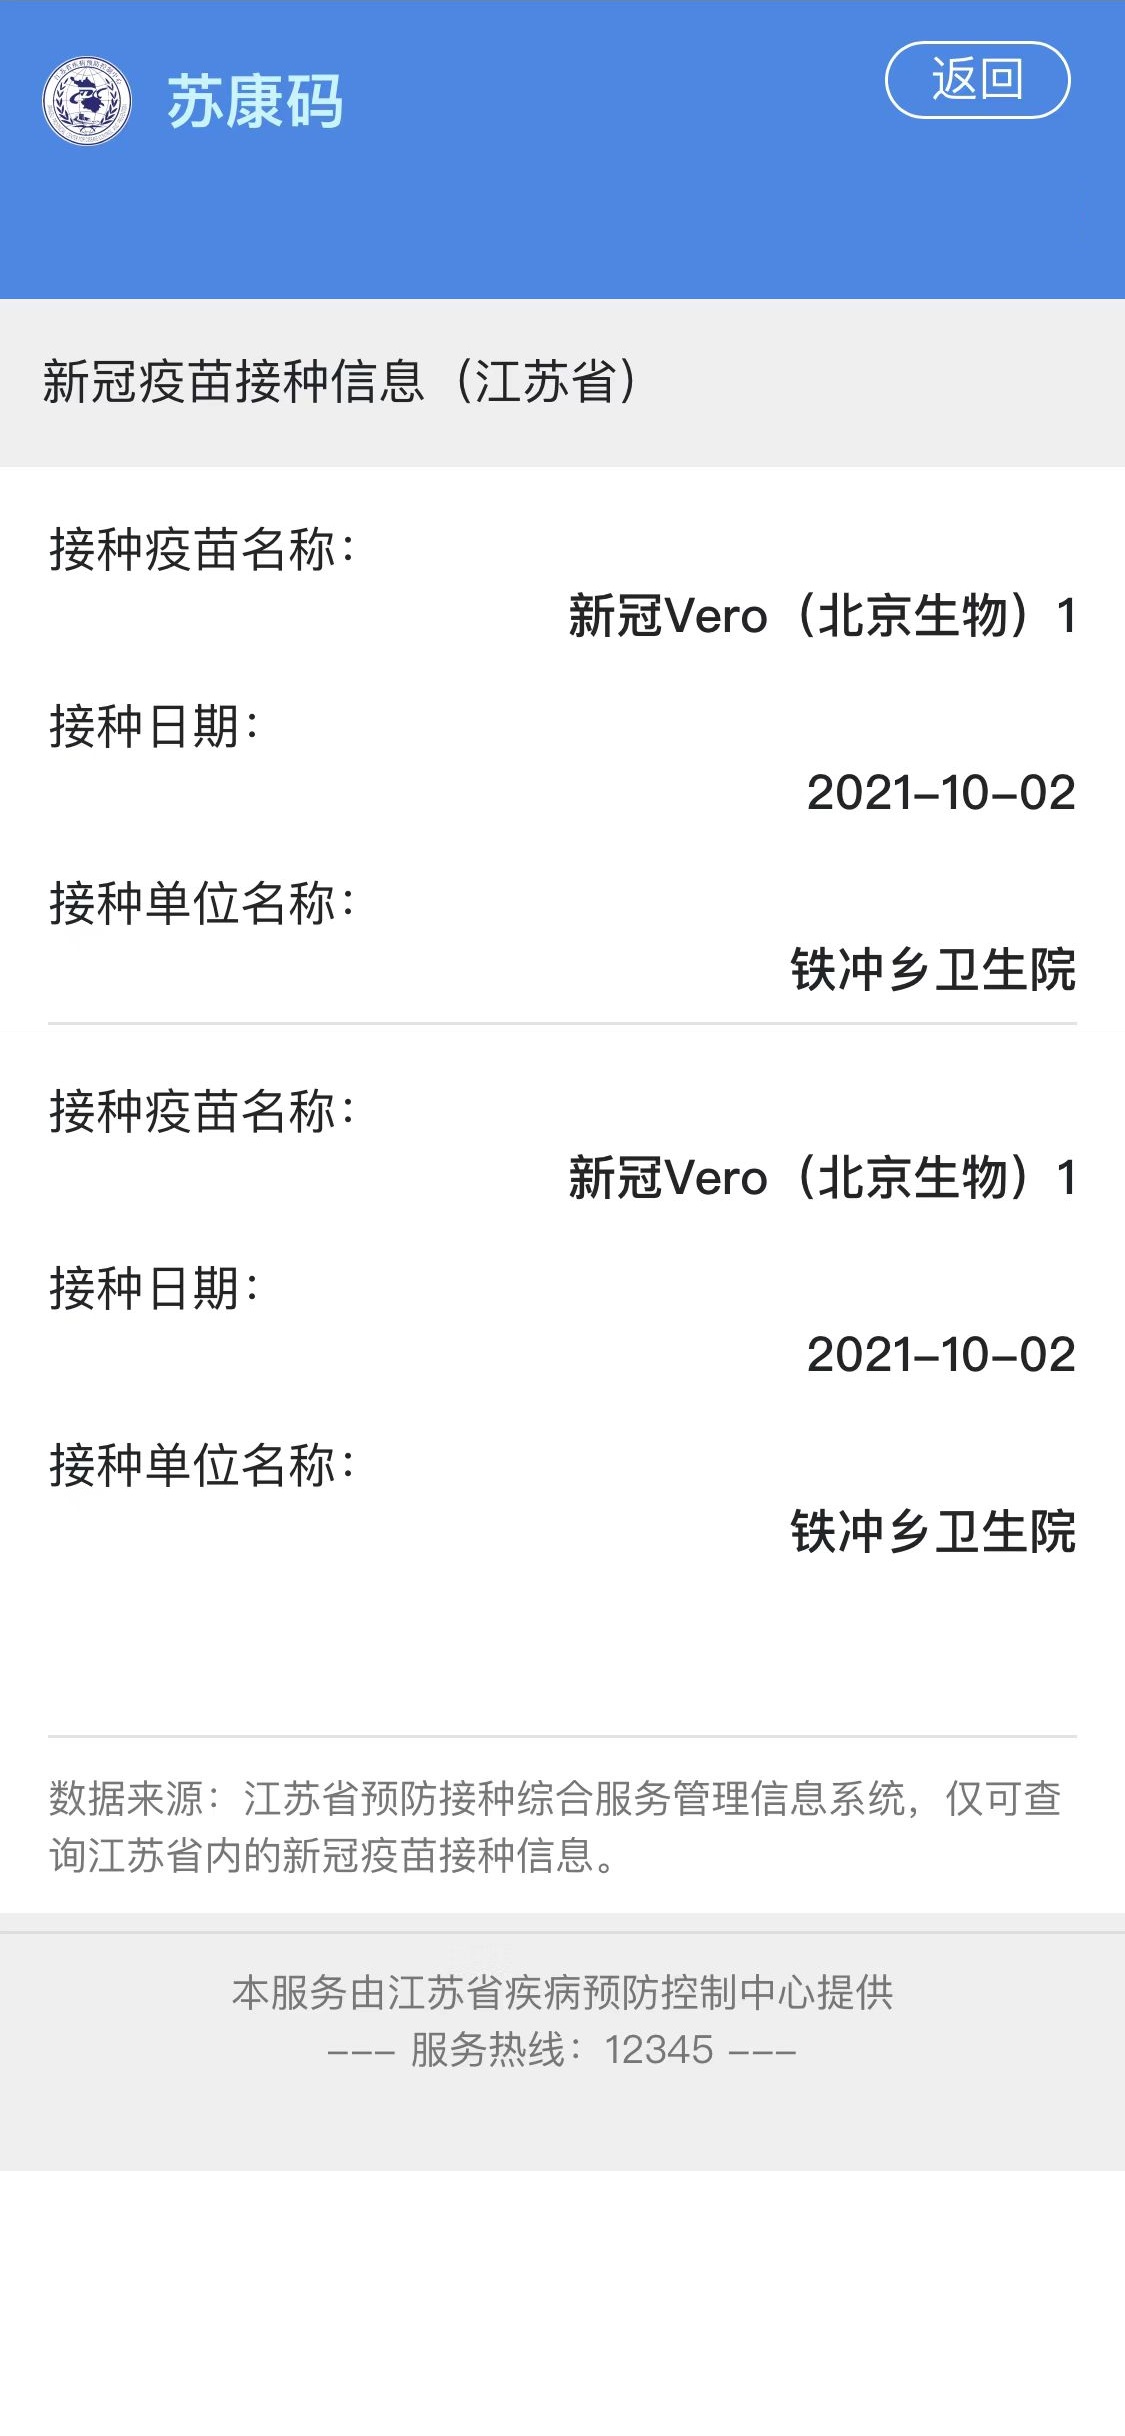 苏康码
返回
新冠疫苗接种信息（江苏省）
接种疫苗名称：
新冠Vero（北京生物）1
接种日期：
2021-10-02
接种单位名称：
铁冲乡卫生院
接种疫苗名称：
新冠Vero（北京生物）1
接种日期：
2021-10-02
接种单位名称：
铁冲乡卫生院
数据来源：江苏省预防接种综合服务管理信息系统，仅可查
询江苏省内的新冠疫苗接种信息。
本服务由江苏省疾病预防控制中心提供
--- 服务热线：12345 ---